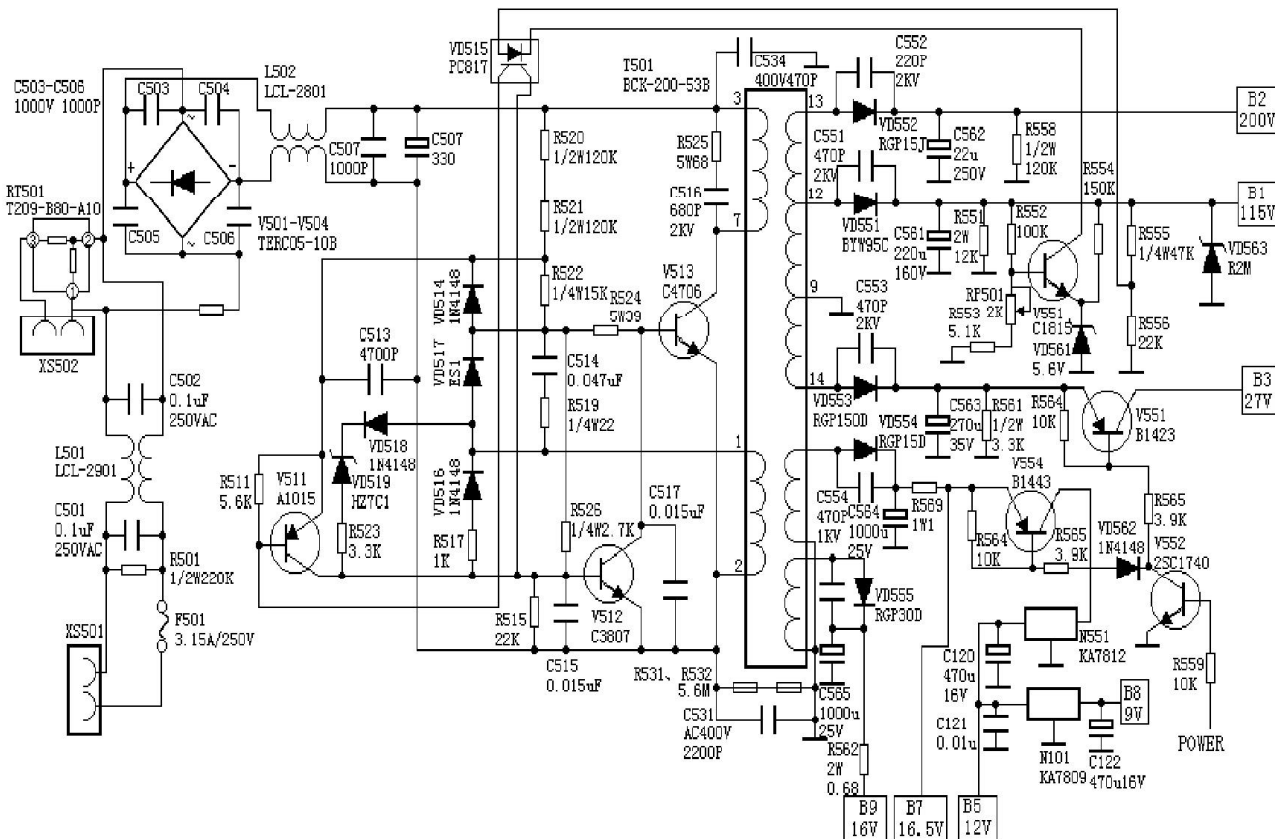 C503-C506
1000V 1000P
C503
C504
L502
LCL-2801
VD515
PC817
T501
BCK-200-53B
C534
400V470P
C552
220P
2KV
B2
200V
3
13
+
~
-
~
C507
1000P
C507
330
R520
1/2W120K
R525
5W68
C551
470P
2KV
VD552
RGP15J
C562
22u
250V
R558
1/2W
120K
R554
150K
RT501
T209-B80-A10
3
2
1
C505
C506
V501-V504
TERC05-10B
R521
1/2W120K
C516
680P
2KV
7
12
VD551
BYW95C
C561
220u
160V
R551
2W
12K
R552
100K
R555
1/4W47K
B1
115V
VD563
R2M
XS502
R522
1/4W15K
VD514
1N4148
V513
C4706
R524
C553
470P
2KV
9
RP501
2K
R553
5.1K
V551
C1815
VD561
5.6V
R556
22K
C513
4700P
VD517
ES1
C514
0.047uF
R519
1/4W22
14
VD553
RGP150D
VD554
RGP15D
C563
270u
35V
R561
1/2W
3.3K
R564
10K
V551
B1423
B3
27V
C502
0.1uF
250VAC
L501
LCL-2901
VD518
1N4148
VD519
HZ7C1
VD516
1N4148
1
R511
5.6K
V511
A1015
R523
3.3K
R517
1K
R526
1/4W2.7K
C517
0.015uF
C554
470P
1KV
C564
1000u
25V
R569
1W1
V554
B1443
R564
10K
R565
3.9K
VD562
1N4148
R565
3.9K
V552
2SC1740
C501
0.1uF
250VAC
R501
1/2W220K
2
R515
22K
V512
C3807
VD555
RGP30D
XS501
F501
3.15A/250V
C515
0.015uF
R531、R532
5.6M
C531
AC400V
2200P
C565
1000u
25V
C120
470u
16V
N551
KA7812
R559
10K
B8
9V
C121
0.01u
N101
KA7809
C122
470u16V
POWER
R562
2W
0.68
B9
16V
B7
16.5V
B5
12V